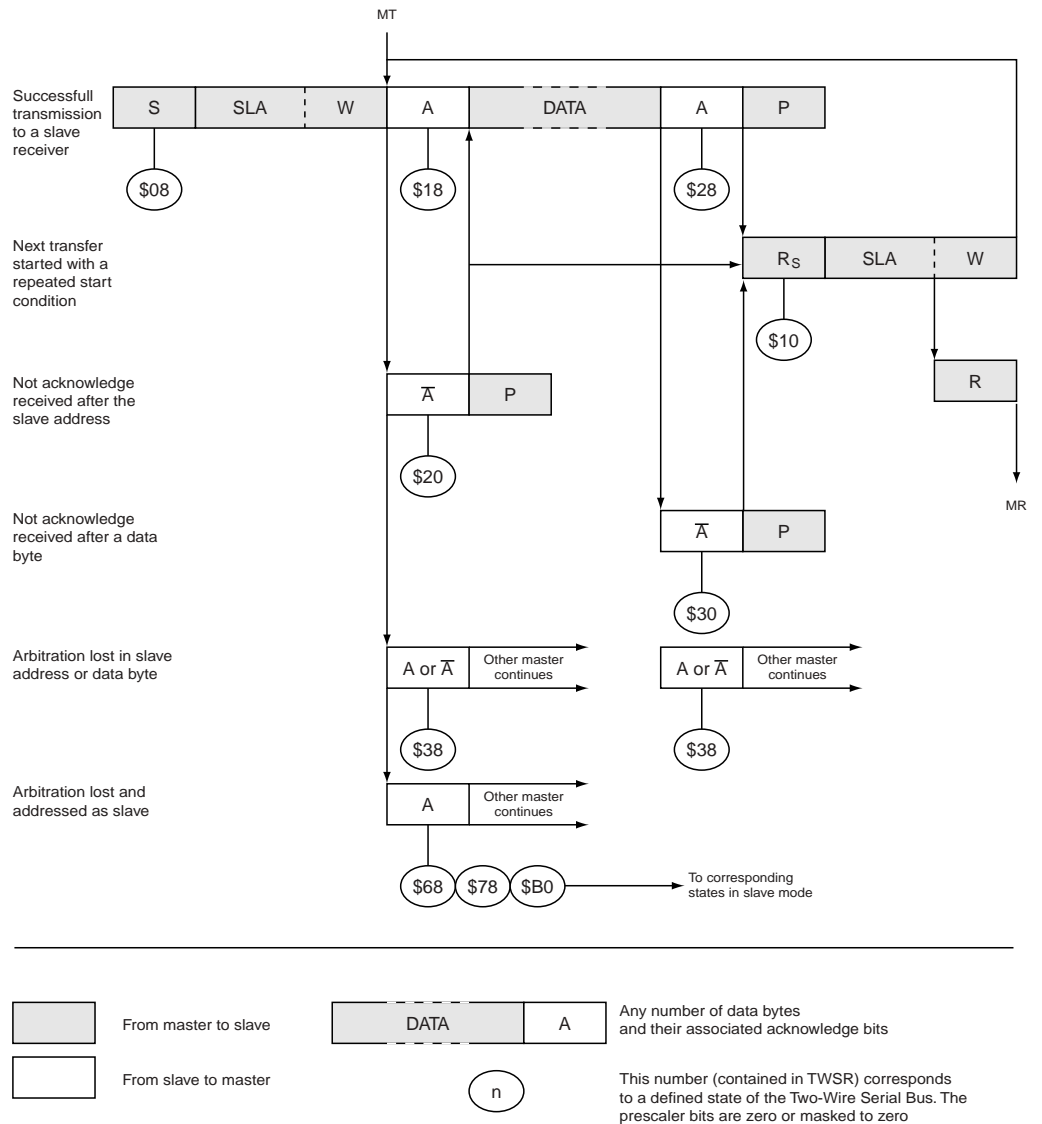 MT
Successfull
transmission
to a slave
receiver
S SLA W A DATA A P
$08 $18 $28
Next transfer
started with a
repeated start
condition
RS SLA W
$10
Not acknowledge
received after the
slave address
A̅ P
R
$20
MR
Not acknowledge
received after a data
byte
A̅ P
$30
Arbitration lost in slave
address or data byte
A or A̅
Other master
continues
A or A̅
Other master
continues
$38 $38
Arbitration lost and
addressed as slave
A
Other master
continues
$68 $78 $B0
To corresponding
states in slave mode
From master to slave
DATA A
Any number of data bytes
and their associated acknowledge bits
From slave to master
n
This number (contained in TWSR) corresponds
to a defined state of the Two-Wire Serial Bus. The
prescaler bits are zero or masked to zero